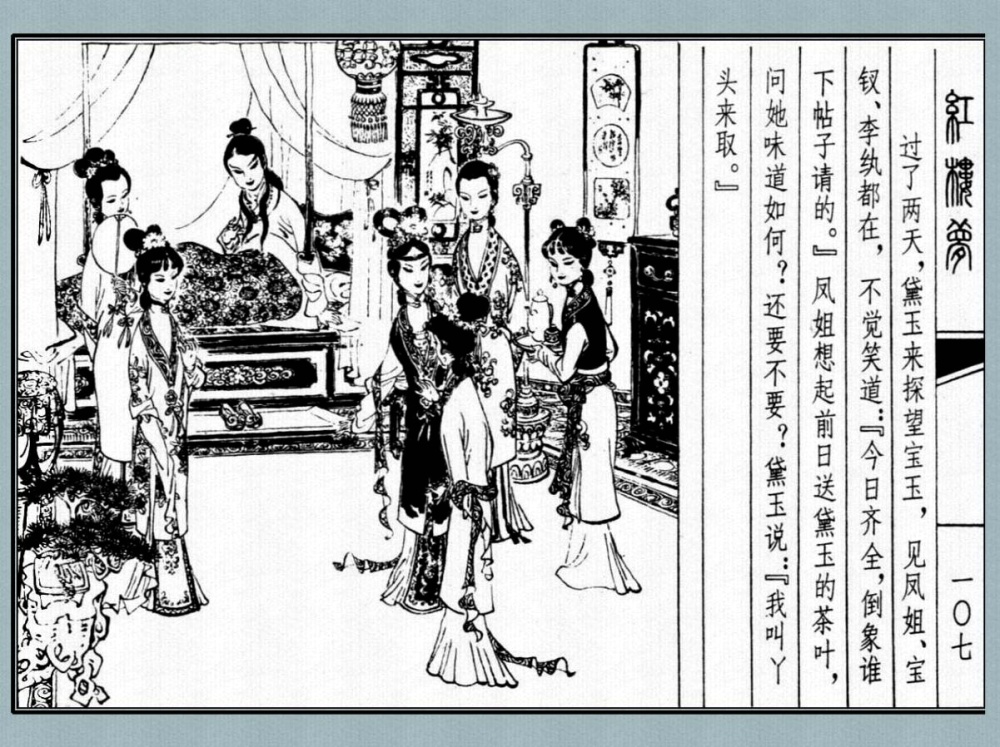 紅樓夢
一〇七
过了两天，黛玉来探望宝玉，见凤姐、宝
钗、李纨都在，不觉笑道：『今日齐全，倒象谁
下帖子请的。』凤姐想起前日送黛玉的茶叶，
问她味道如何？还要不要？黛玉说：『我叫丫
头来取。』